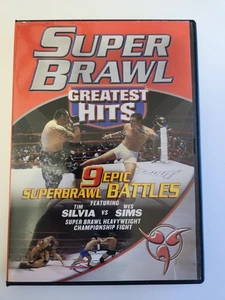 SUPER
BRAWL
GREATEST
HITS
9 EPIC
SUPERBRAWL BATTLES
FEATURING
TIM SILVIA VS WES SIMS
SUPER BRAWL HEAVYWEIGHT
CHAMPIONSHIP FIGHT